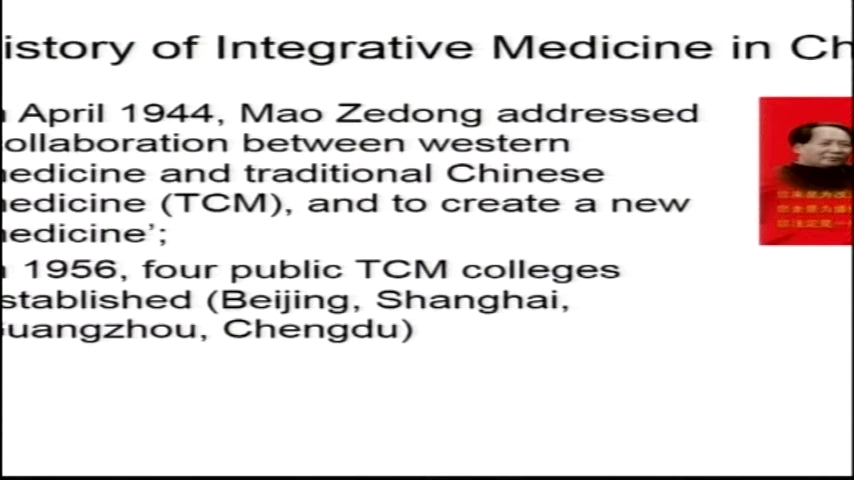 istory of Integrative Medicine in Ch
April 1944, Mao Zedong addressed
ollaboration between western
edicine and traditional Chinese
edicine (TCM), and to create a new
edicine’;
1956, four public TCM colleges
stablished (Beijing, Shanghai,
uangzhou, Chengdu)